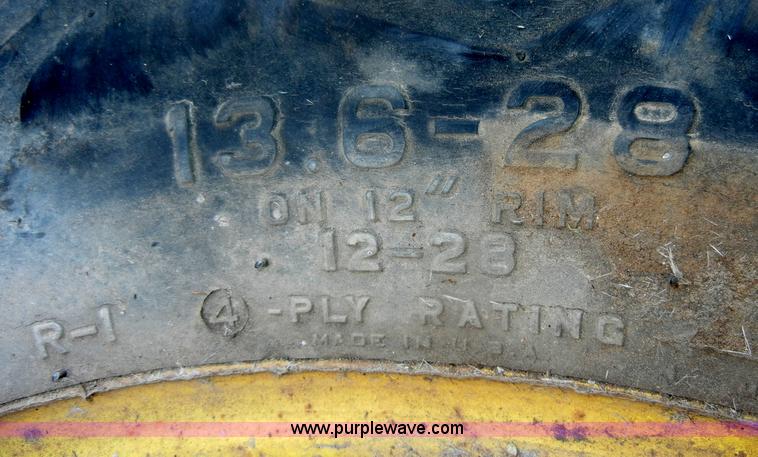 13.6-28
ON 12" RIM
12-28
R-1 4-PLY RATING
MADE IN U.S.A
www.purplewave.com